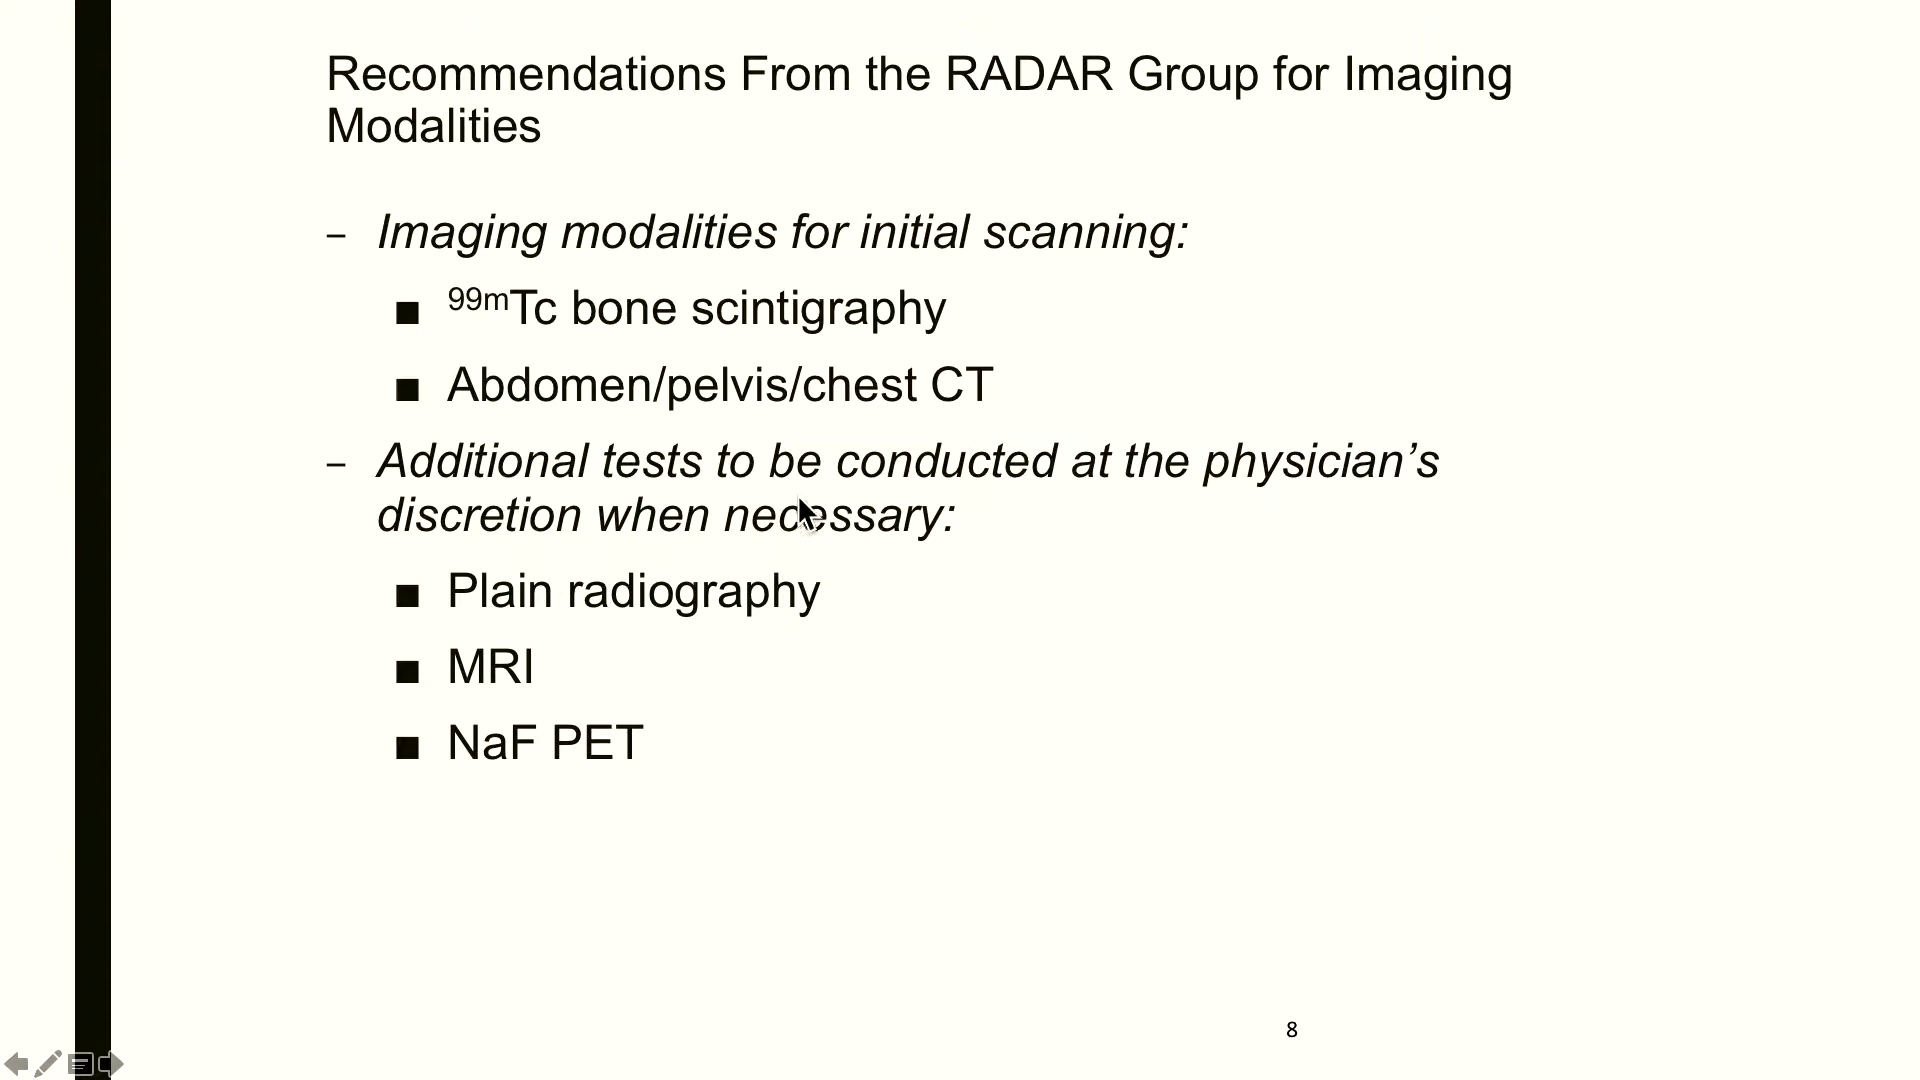 Recommendations From the RADAR Group for Imaging
Modalities
– Imaging modalities for initial scanning:
■ 99mTc bone scintigraphy
■ Abdomen/pelvis/chest CT
– Additional tests to be conducted at the physician’s
discretion when necessary:
■ Plain radiography
■ MRI
■ NaF PET
8